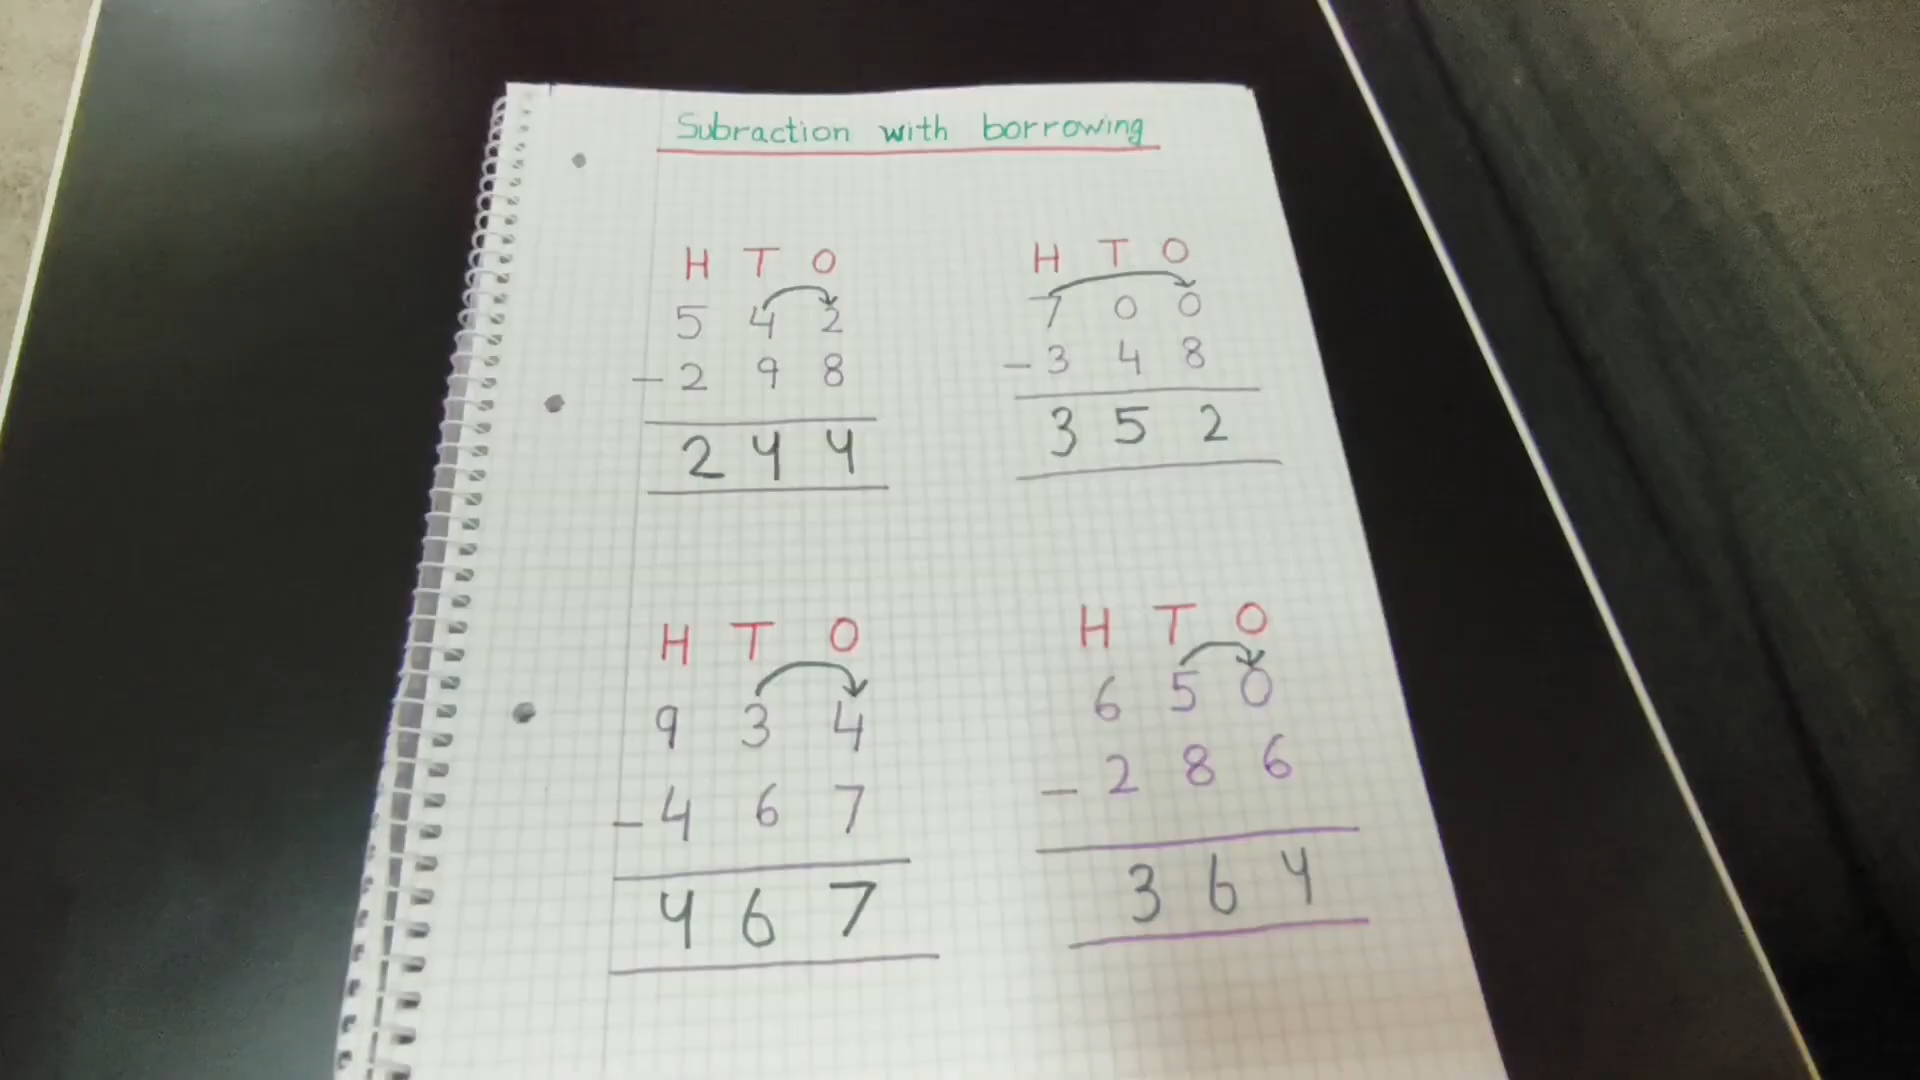 Subraction with borrowing
H T O
5 4 2
- 2 9 8
2 4 4
H T O
7 0 0
- 3 4 8
3 5 2
H T O
9 3 4
- 4 6 7
4 6 7
H T O
6 5 0
- 2 8 6
3 6 4